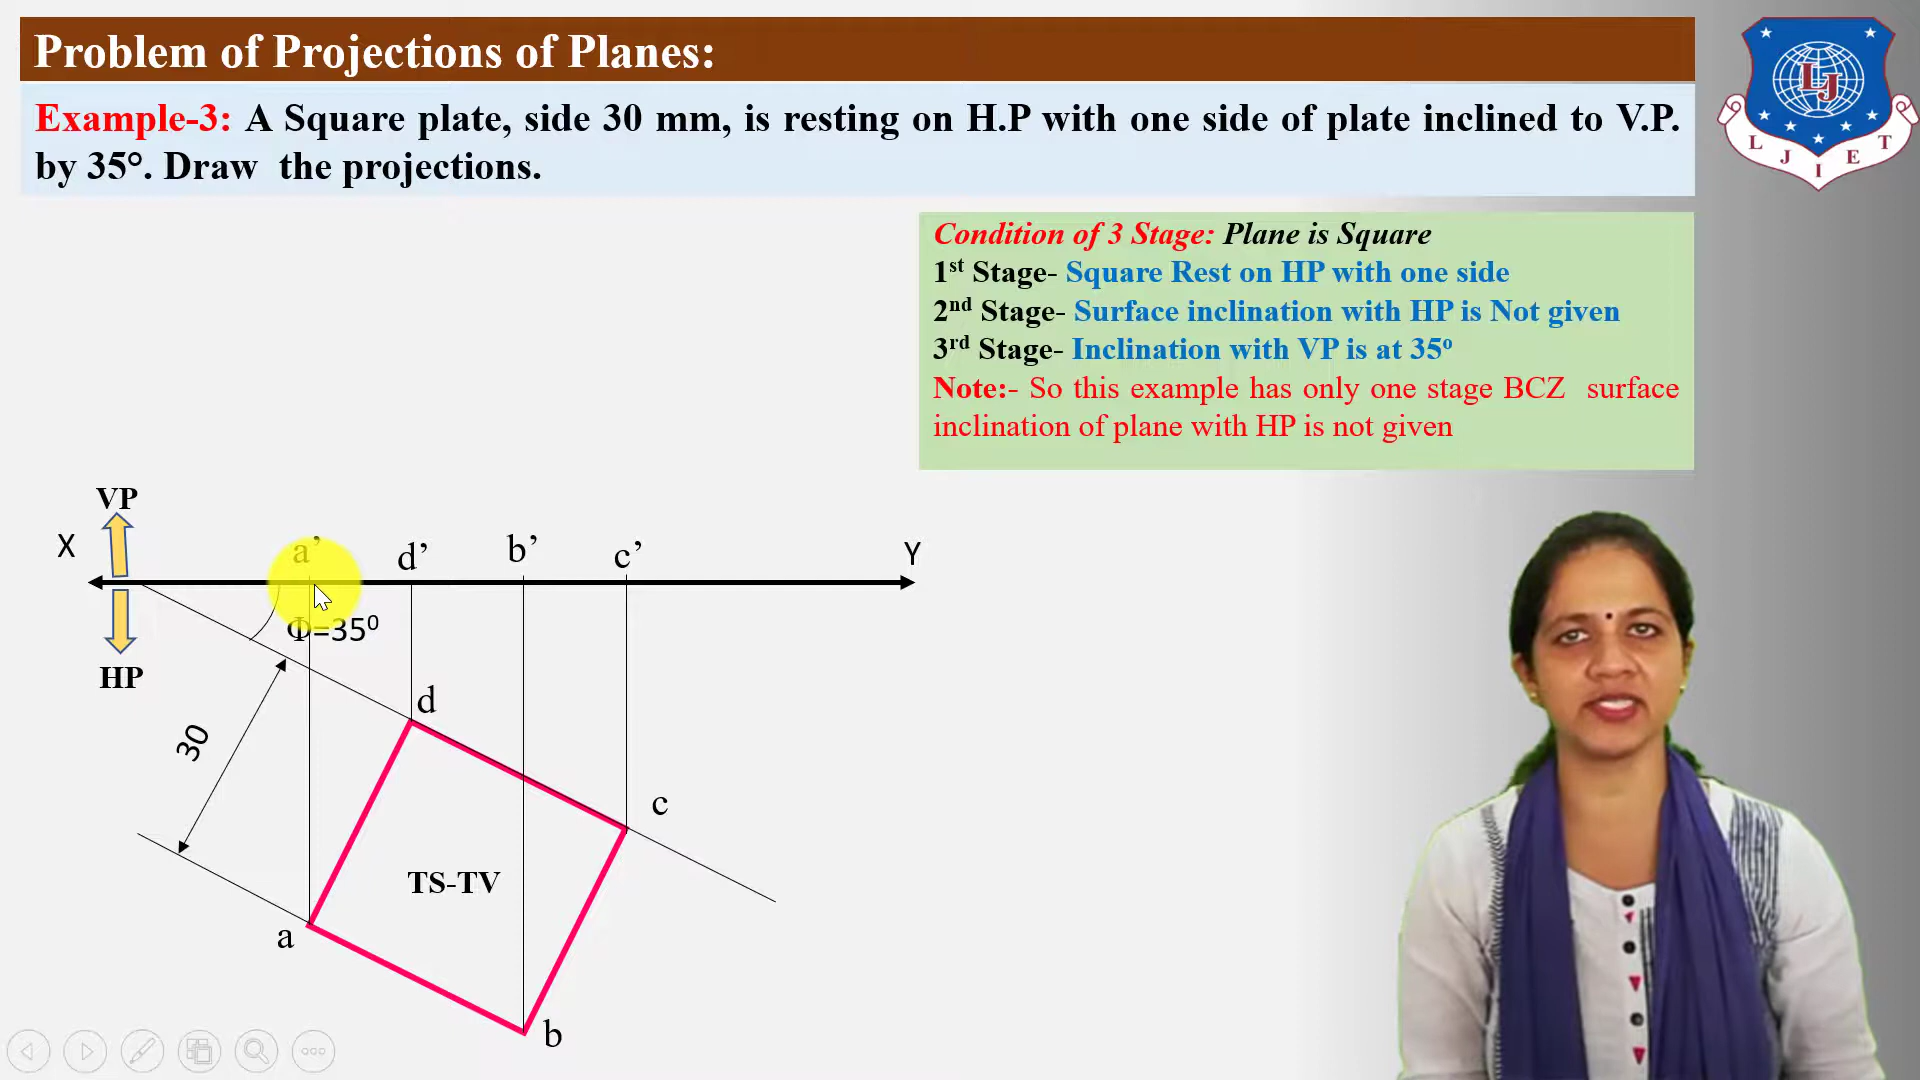 Problem of Projections of Planes:
Example-3: A Square plate, side 30 mm, is resting on H.P with one side of plate inclined to V.P.
by 35°. Draw the projections.
L J I E T
Condition of 3 Stage: Plane is Square
1st Stage- Square Rest on HP with one side
2nd Stage- Surface inclination with HP is Not given
3rd Stage- Inclination with VP is at 35o
Note:- So this example has only one stage BCZ surface
inclination of plane with HP is not given
VP
X a’ d’ b’ c’ Y
Φ=35⁰
HP
d
30
c
TS-TV
a
b
LJ